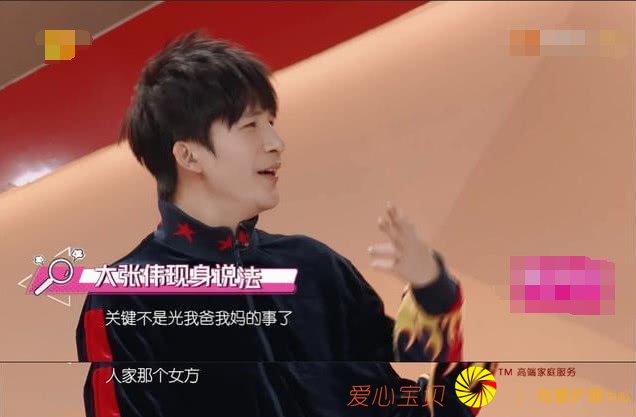 大张伟现身说法
关键不是光我爸我妈的事了
人家那个女方
TM 高端家庭服务
爱心宝贝